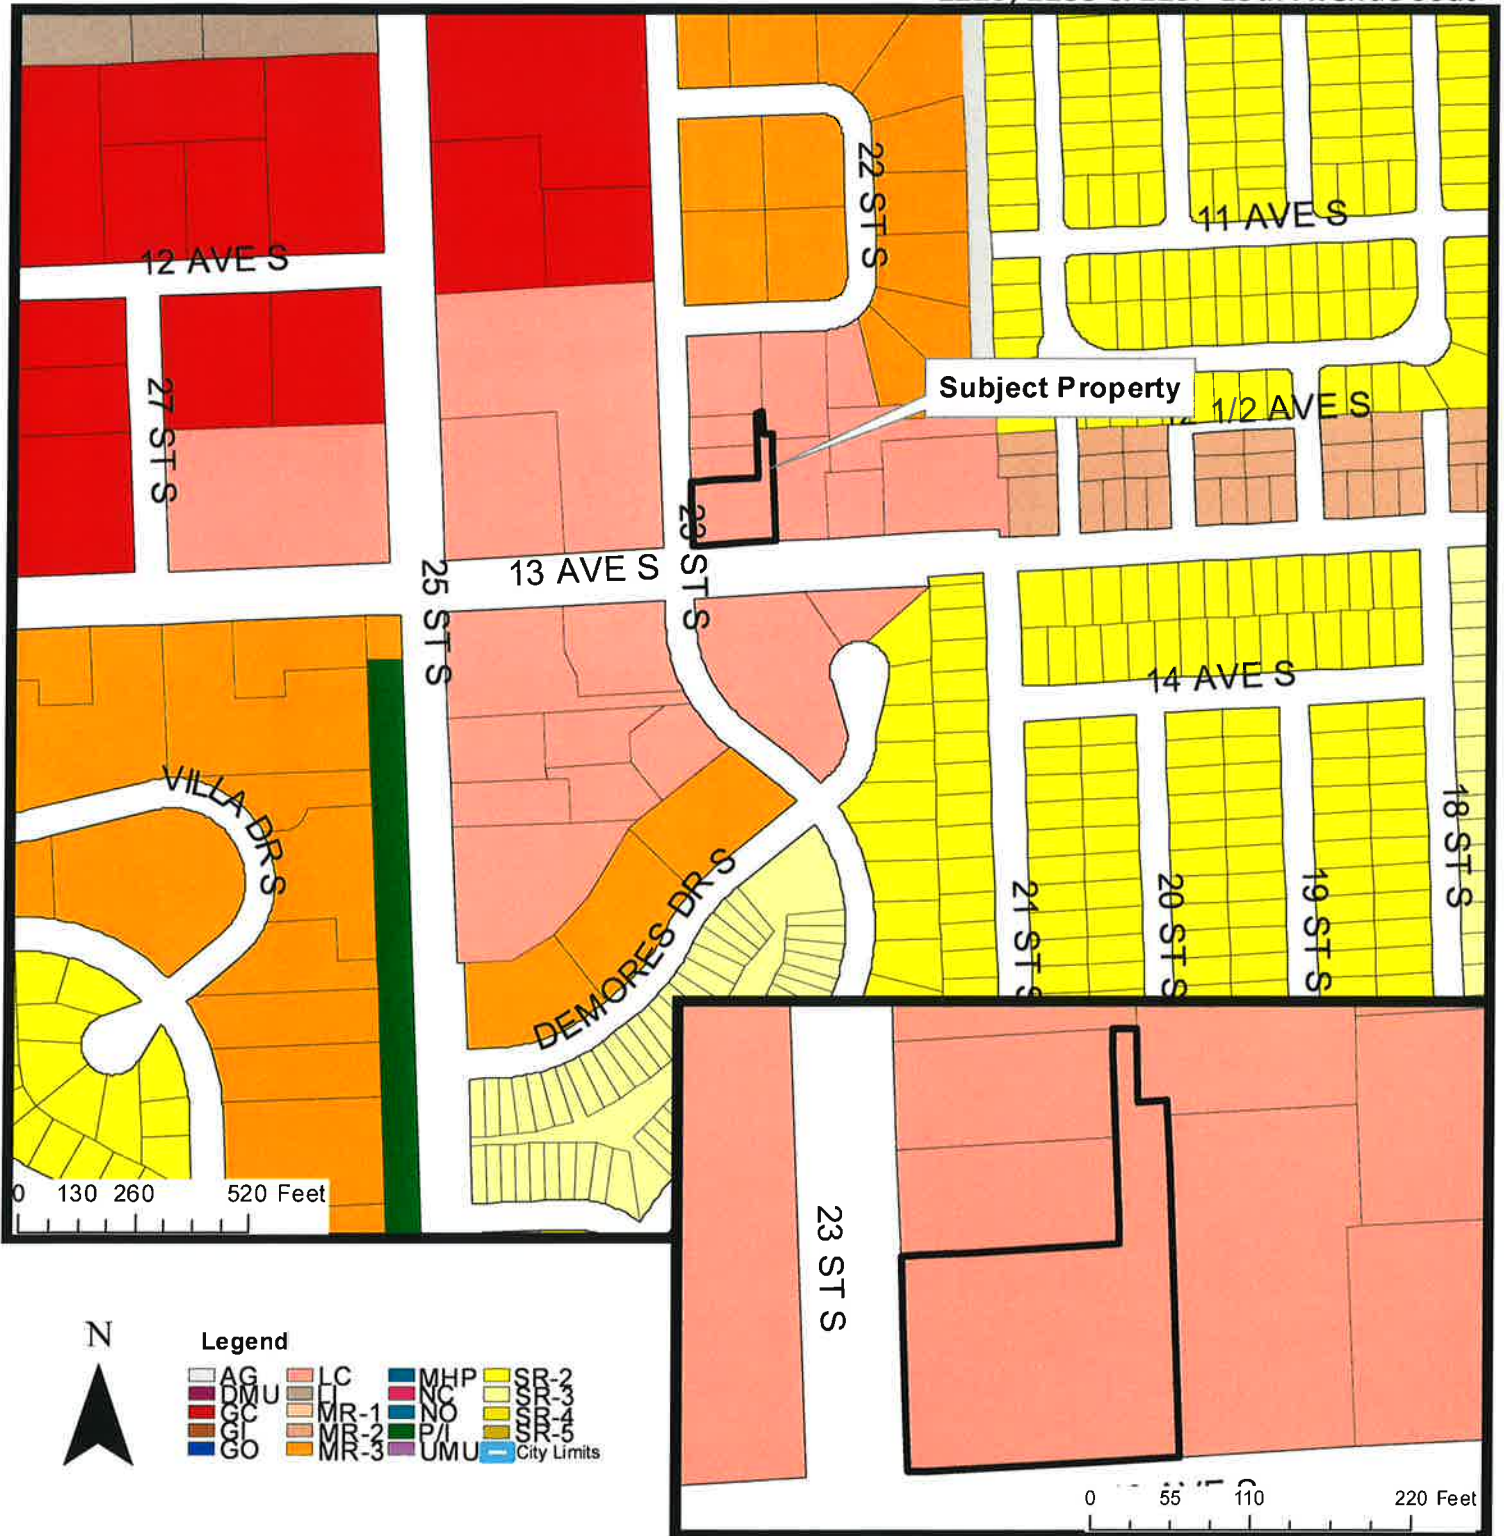 12 AVE S
22 ST S
11 AVE S
27 ST S
Subject Property
1/2 AVE S
23 ST S
13 AVE S
25 ST S
14 AVE S
VILLA DR S
18 ST S
DEMORES DR S
21 ST S
20 ST S
19 ST S
0 130 260 520 Feet
23 ST S
N
Legend
AG
DMU
GC
GI
GO
LC
LI
MR-1
MR-2
MR-3
MHP
NC
NO
P/I
UMU
SR-2
SR-3
SR-4
SR-5
City Limits
0 55 110 220 Feet